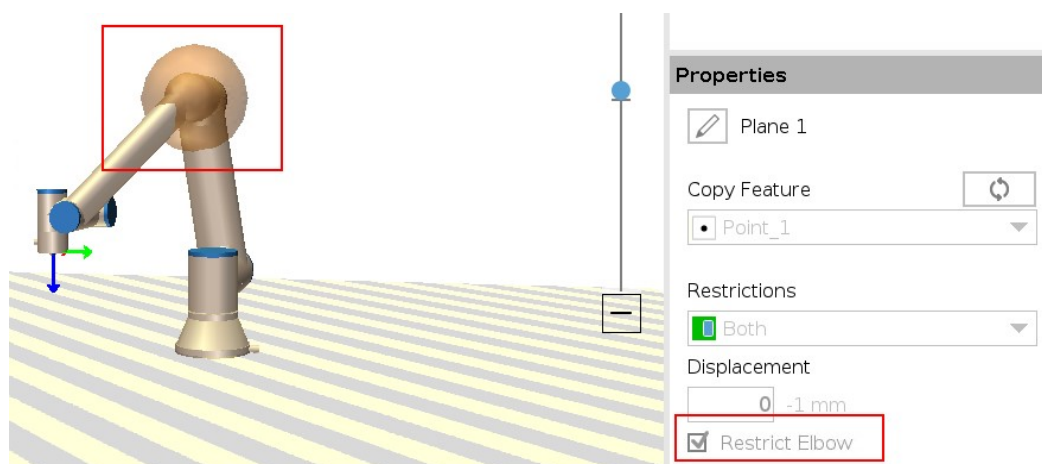 Properties
Plane 1
Copy Feature
Point_1
Restrictions
Both
Displacement
0 -1 mm
Restrict Elbow